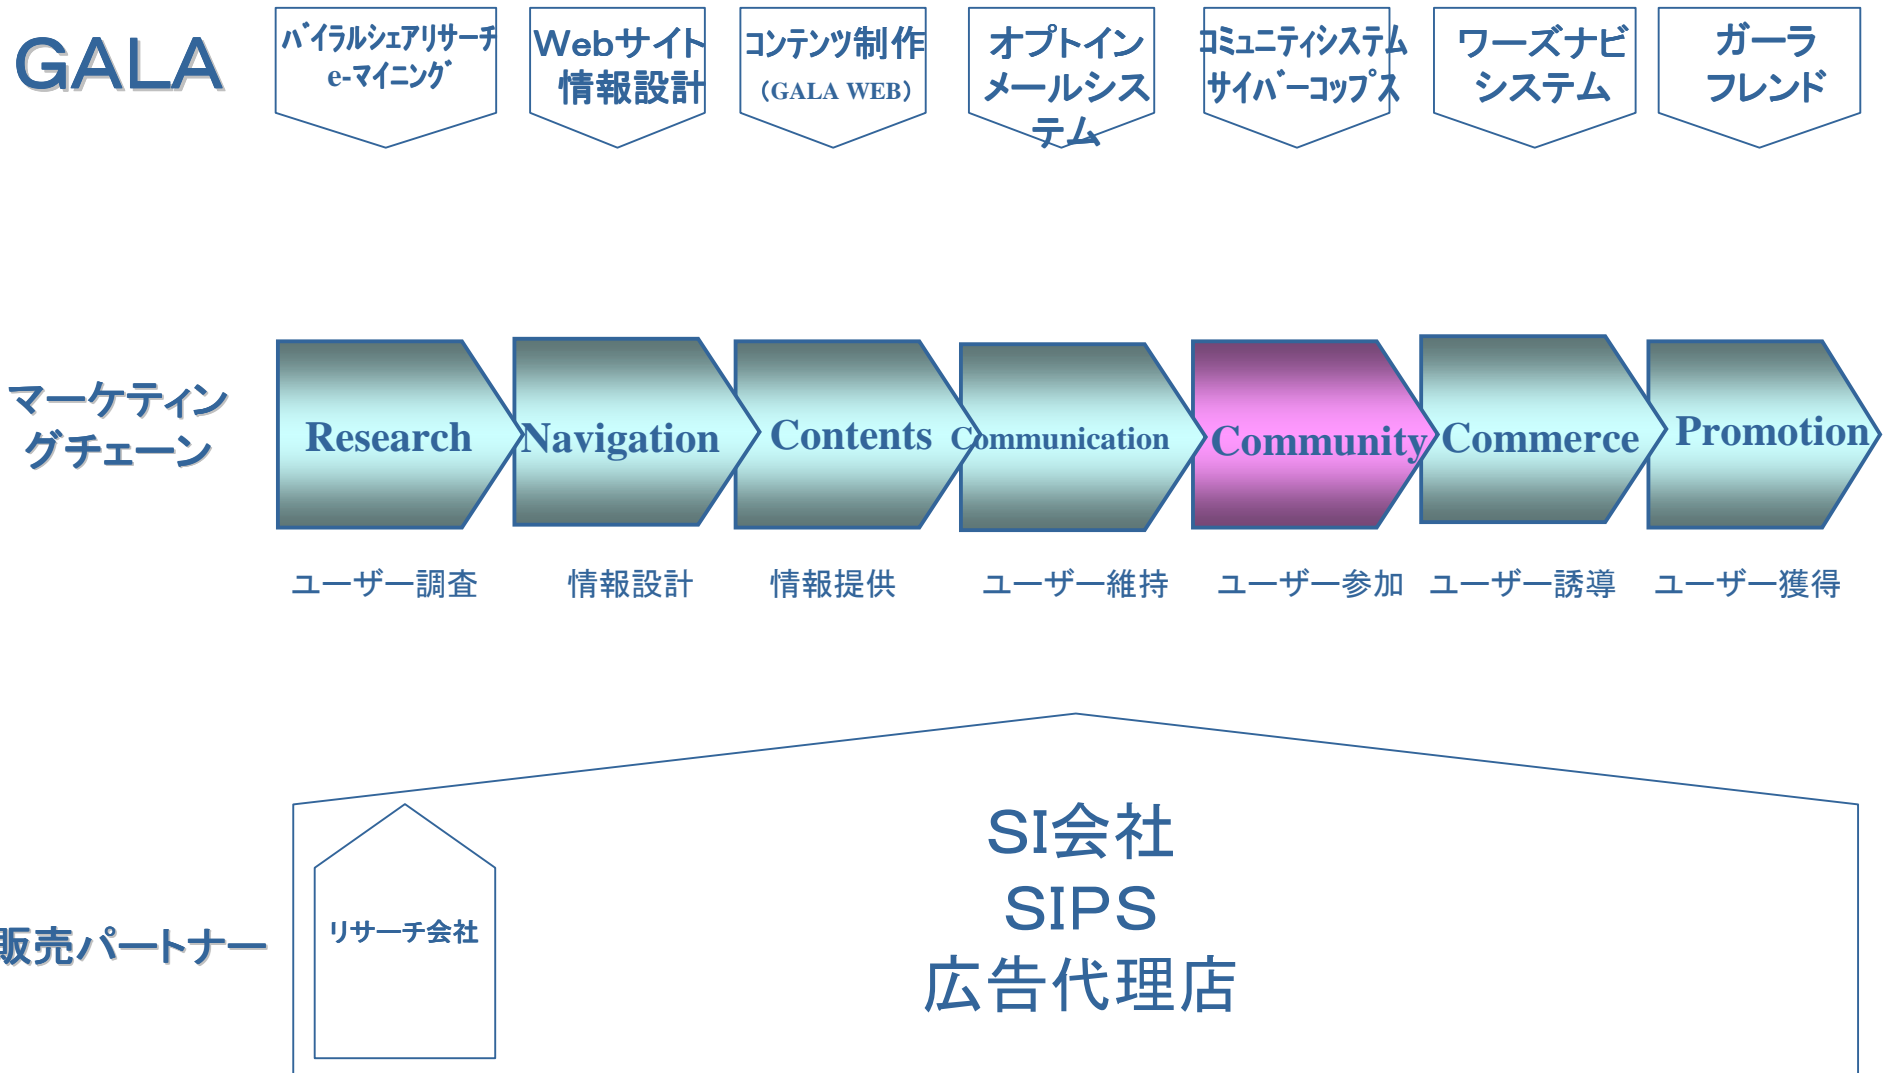 GALA
バイラルシェアリサーチ
e-マイニング
Webサイト
情報設計
コンテンツ制作
（GALA WEB）
オプトイン
メールシス
テム
コミュニティシステム
サイバーコップス
ワーズナビ
システム
ガーラ
フレンド
マーケティン
グチェーン
Research
Navigation
Contents
Communication
Community
Commerce
Promotion
ユーザー調査
情報設計
情報提供
ユーザー維持
ユーザー参加
ユーザー誘導
ユーザー獲得
販売パートナー
リサーチ会社
SI会社
SIPS
広告代理店